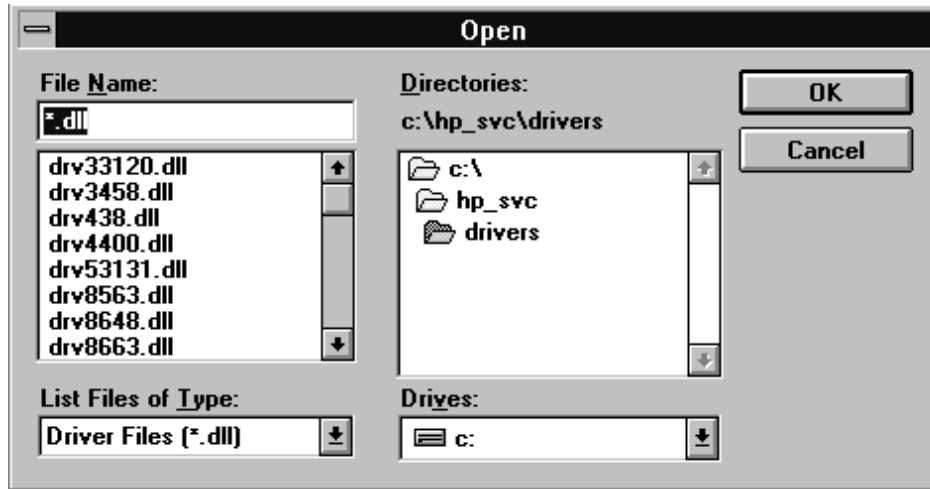 Open
File Name:
*.dll
drv33120.dll
drv3458.dll
drv438.dll
drv4400.dll
drv53131.dll
drv8563.dll
drv8648.dll
drv8663.dll
List Files of Type:
Driver Files (*.dll)
Directories:
c:\hp_svc\drivers
c:\
hp_svc
drivers
Drives:
c:
OK
Cancel